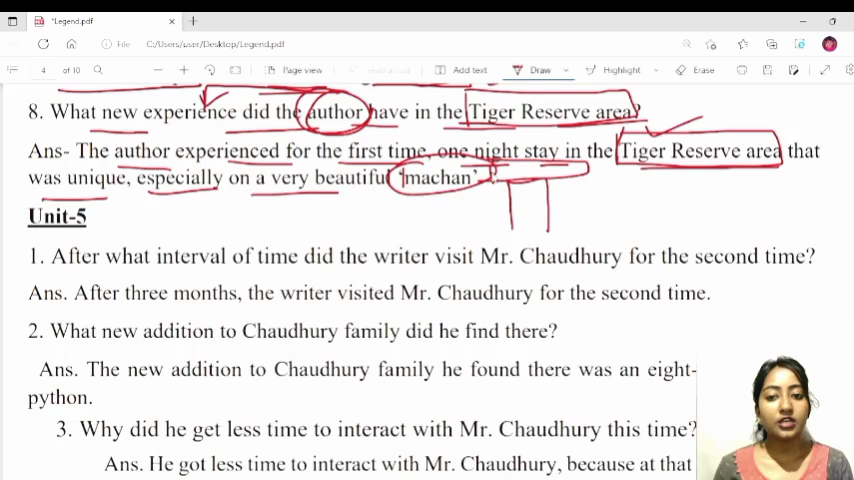 *Legend.pdf
File C:/Users/user/Desktop/Legend.pdf
4 of 10 Page view Read aloud Add text Draw Highlight Erase
8. What new experience did the author have in the Tiger Reserve area?
Ans- The author experienced for the first time, one night stay in the Tiger Reserve area that
was unique, especially on a very beautiful 'machan'.
Unit-5
1. After what interval of time did the writer visit Mr. Chaudhury for the second time?
Ans. After three months, the writer visited Mr. Chaudhury for the second time.
2. What new addition to Chaudhury family did he find there?
Ans. The new addition to Chaudhury family he found there was an eight-
python.
3. Why did he get less time to interact with Mr. Chaudhury this time?
Ans. He got less time to interact with Mr. Chaudhury, because at that